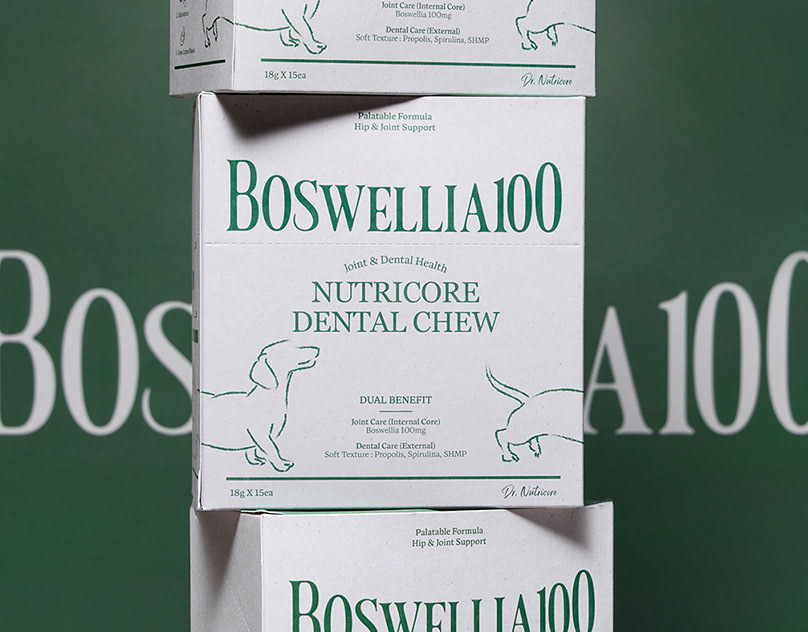 Joint Care (Internal Core)
Boswellia 100mg
Dental Care (External)
Soft Texture : Propolis, Spirulina, SHMP
18g X 15ea
Dr. Nutricore
Palatable Formula
Hip & Joint Support
BOSWELLIA100
Joint & Dental Health
NUTRICORE
DENTAL CHEW
DUAL BENEFIT
Joint Care (Internal Core)
Boswellia 100mg
Dental Care (External)
Soft Texture : Propolis, Spirulina, SHMP
18g X 15ea
Dr. Nutricore
BOS
A100
Palatable Formula
Hip & Joint Support
BOSWELLIA100